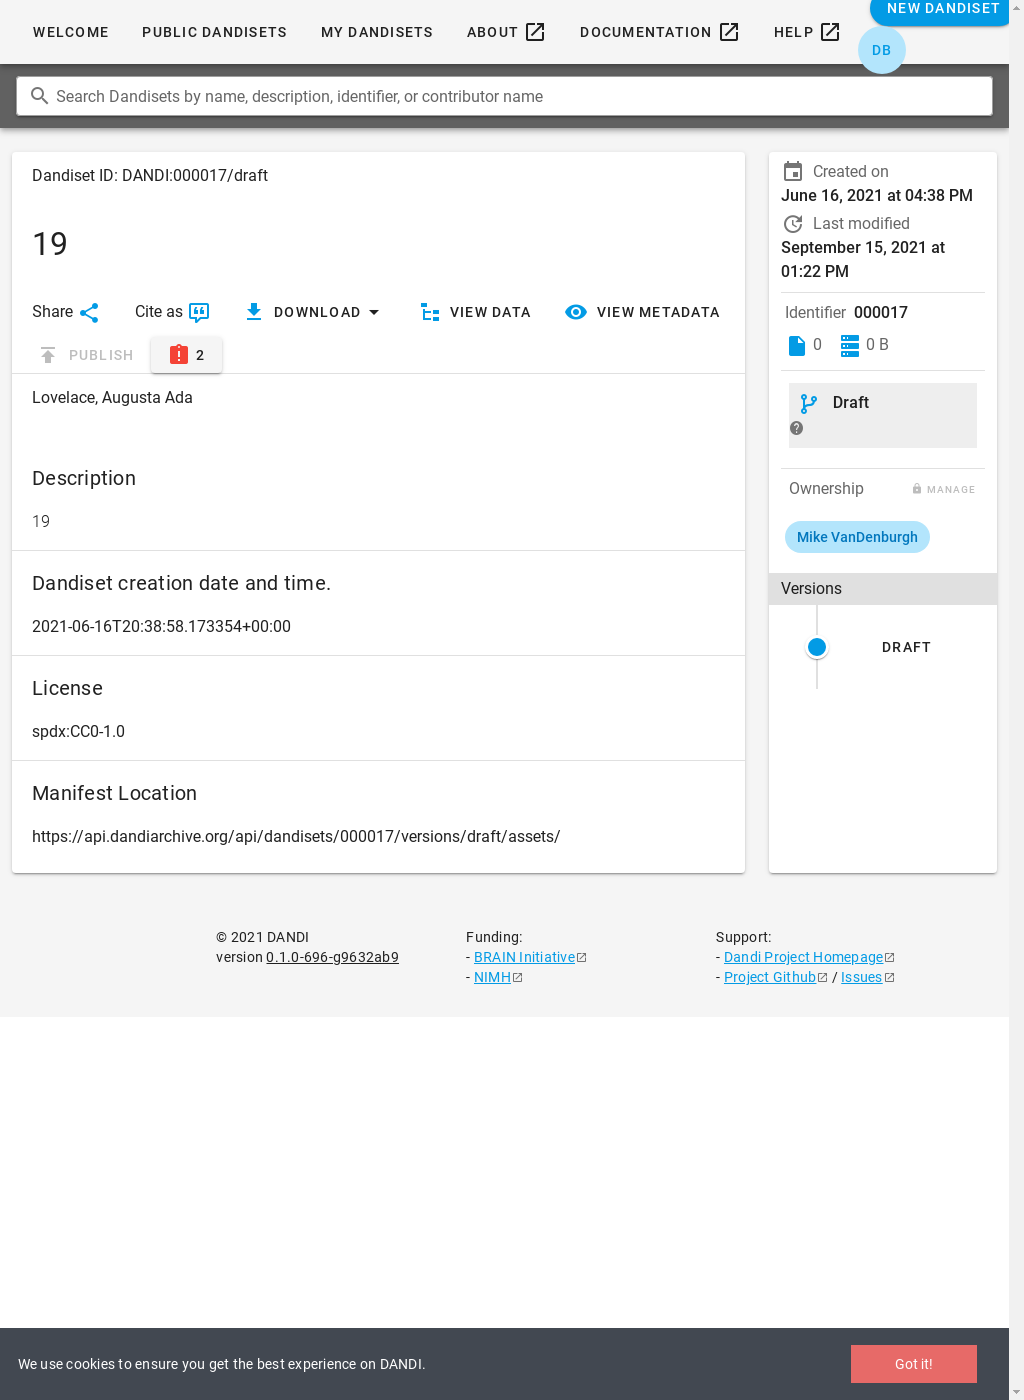 WELCOME
PUBLIC DANDISETS
MY DANDISETS
ABOUT
DOCUMENTATION
HELP
NEW DANDISET
DB
Search Dandisets by name, description, identifier, or contributor name
Dandiset ID: DANDI:000017/draft
19
Share
Cite as
DOWNLOAD
VIEW DATA
VIEW METADATA
PUBLISH
2
Lovelace, Augusta Ada
Description
19
Dandiset creation date and time.
2021-06-16T20:38:58.173354+00:00
License
spdx:CC0-1.0
Manifest Location
https://api.dandiarchive.org/api/dandisets/000017/versions/draft/assets/
Created on
June 16, 2021 at 04:38 PM
Last modified
September 15, 2021 at
01:22 PM
Identifier 000017
0
0 B
Draft
Ownership
MANAGE
Mike VanDenburgh
Versions
DRAFT
© 2021 DANDI
version 0.1.0-696-g9632ab9
Funding:
- BRAIN Initiative
- NIMH
Support:
- Dandi Project Homepage
- Project Github / Issues
We use cookies to ensure you get the best experience on DANDI.
Got it!